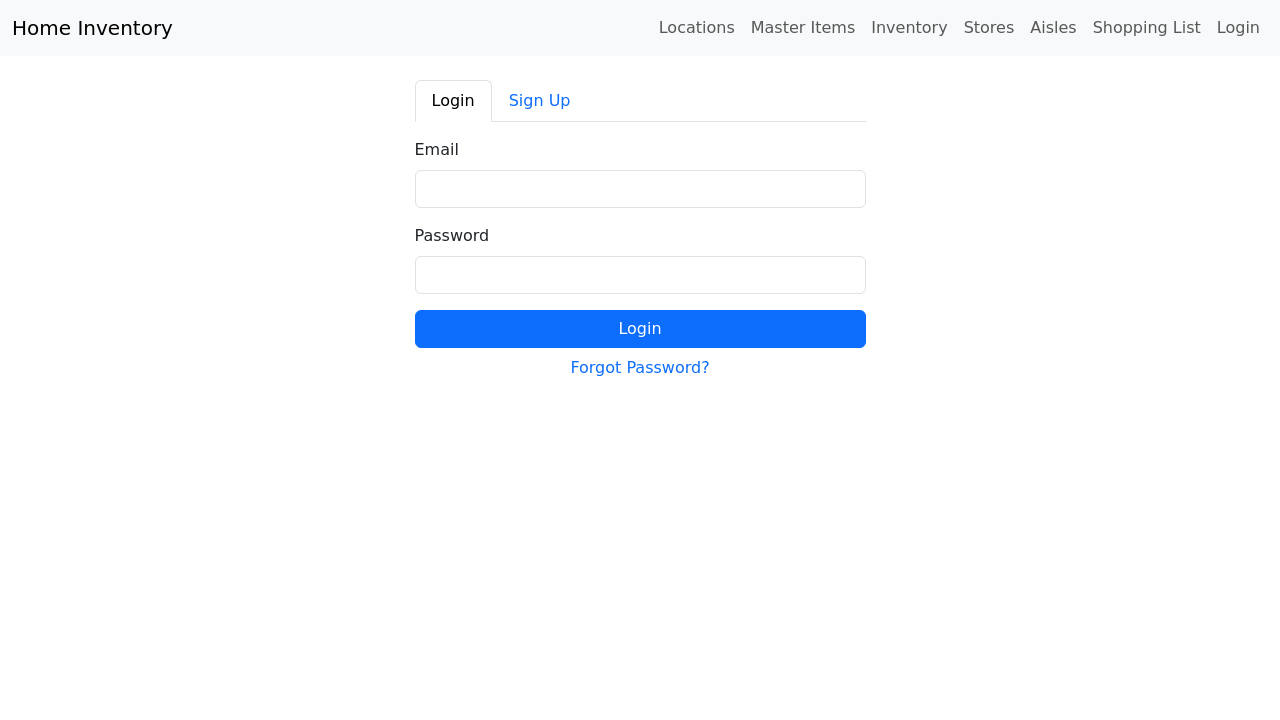 Home Inventory Locations Master Items Inventory Stores Aisles Shopping List Login
Login Sign Up
Email
Password
Login
Forgot Password?